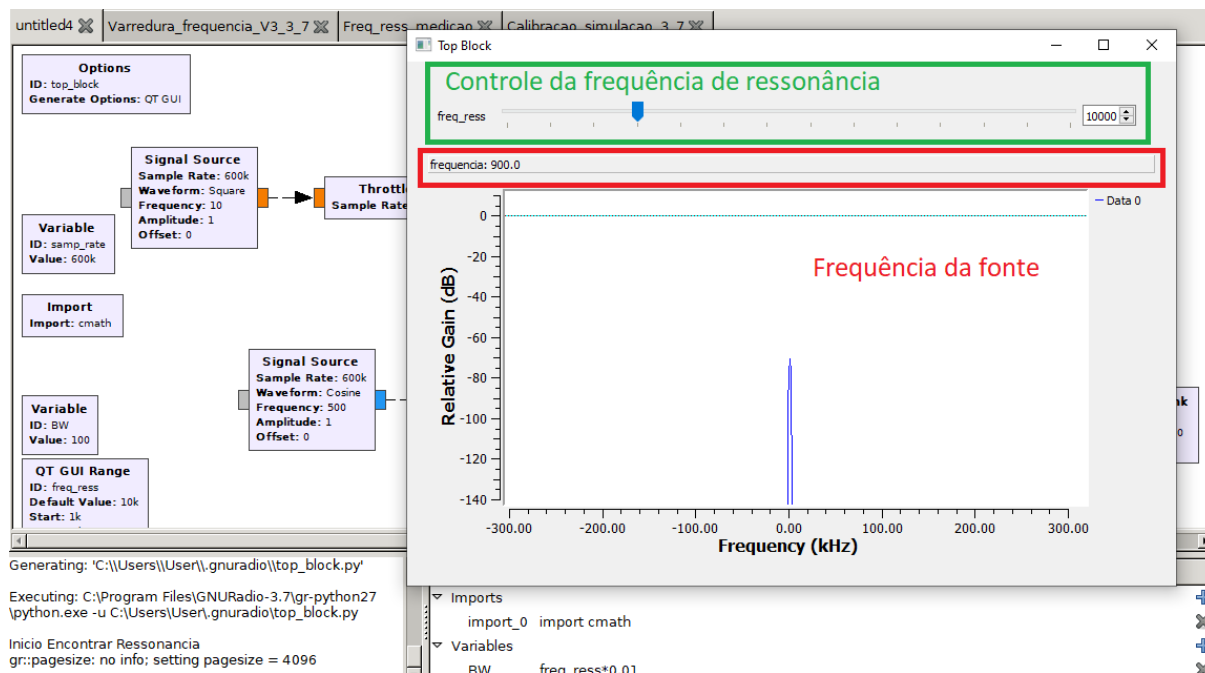 untitled4
Varredura_frequencia_V3_3_7
Freq_ress_medicao
Calibracao_simulacao_3_7
Options
ID: top_block
Generate Options: QT GUI
Signal Source
Sample Rate: 600k
Waveform: Square
Frequency: 10
Amplitude: 1
Offset: 0
Sample Rate
Variable
ID: samp_rate
Value: 600k
Import
Import: cmath
Signal Source
Sample Rate: 600k
Waveform: Cosine
Frequency: 500
Amplitude: 1
Offset: 0
Variable
ID: BW
Value: 100
QT GUI Range
ID: freq_ress
Default Value: 10k
Start: 1k
Top Block
Controle da frequência de ressonância
freq_ress
10000
frequencia: 900.0
Data 0
Frequência da fonte
Relative Gain (dB)
0
-20
-40
-60
-80
-100
-120
-140
-300.00 -200.00 -100.00 0.00 100.00 200.00 300.00
Frequency (kHz)
Generating: 'C:\\Users\\User\\.gnuradio\\top_block.py'
Executing: C:\Program Files\GNURadio-3.7\gr-python27
\python.exe -u C:\Users\User\.gnuradio\top_block.py
Inicio Encontrar Ressonancia
gr::pagesize: no info; setting pagesize = 4096
Imports
import_0 import cmath
Variables
BW freq_ress*0.01